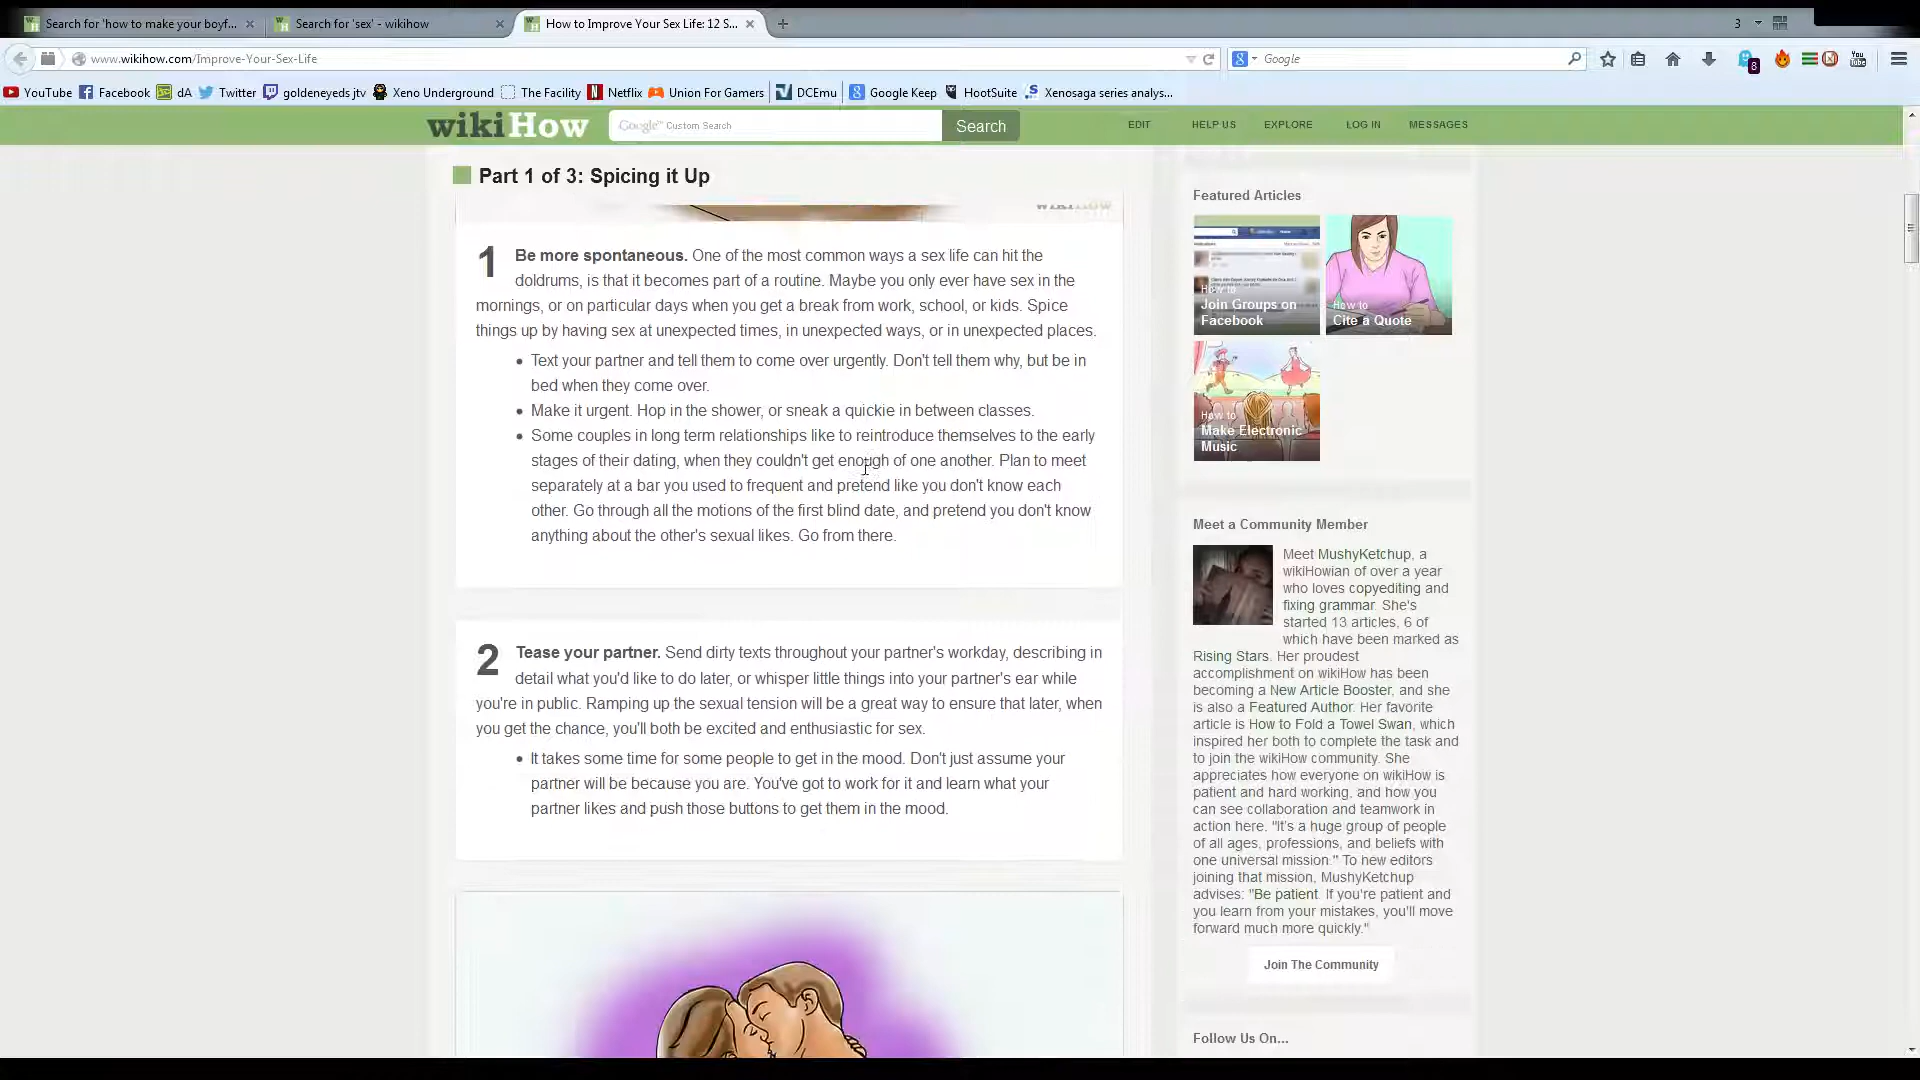 Search for 'how to make your boyf...
Search for 'sex' - wikihow
How to Improve Your Sex Life: 12 S...
3
www.wikihow.com/Improve-Your-Sex-Life
Google
8
YouTube
Facebook
dA
Twitter
goldeneyeds jtv
Xeno Underground
The Facility
Netflix
Union For Gamers
DCEmu
Google Keep
HootSuite
Xenosaga series analys...
wikiHow
Google™ Custom Search
Search
EDIT
HELP US
EXPLORE
LOG IN
MESSAGES
Part 1 of 3: Spicing it Up
wikiHow
1 Be more spontaneous. One of the most common ways a sex life can hit the
doldrums, is that it becomes part of a routine. Maybe you only ever have sex in the
mornings, or on particular days when you get a break from work, school, or kids. Spice
things up by having sex at unexpected times, in unexpected ways, or in unexpected places.
• Text your partner and tell them to come over urgently. Don't tell them why, but be in
bed when they come over.
• Make it urgent. Hop in the shower, or sneak a quickie in between classes.
• Some couples in long term relationships like to reintroduce themselves to the early
stages of their dating, when they couldn't get enough of one another. Plan to meet
separately at a bar you used to frequent and pretend like you don't know each
other. Go through all the motions of the first blind date, and pretend you don't know
anything about the other's sexual likes. Go from there.
2 Tease your partner. Send dirty texts throughout your partner's workday, describing in
detail what you'd like to do later, or whisper little things into your partner's ear while
you're in public. Ramping up the sexual tension will be a great way to ensure that later, when
you get the chance, you'll both be excited and enthusiastic for sex.
• It takes some time for some people to get in the mood. Don't just assume your
partner will be because you are. You've got to work for it and learn what your
partner likes and push those buttons to get them in the mood.
Featured Articles
How to
Join Groups on
Facebook
How to
Cite a Quote
How to
Make Electronic
Music
Meet a Community Member
Meet MushyKetchup, a
wikiHowian of over a year
who loves copyediting and
fixing grammar. She's
started 13 articles, 6 of
which have been marked as
Rising Stars. Her proudest
accomplishment on wikiHow has been
becoming a New Article Booster, and she
is also a Featured Author. Her favorite
article is How to Fold a Towel Swan, which
inspired her both to complete the task and
to join the wikiHow community. She
appreciates how everyone on wikiHow is
patient and hard working, and how you
can see collaboration and teamwork in
action here. "It's a huge group of people
of all ages, professions, and beliefs with
one universal mission." To new editors
joining that mission, MushyKetchup
advises: "Be patient. If you're patient and
you learn from your mistakes, you'll move
forward much more quickly."
Join The Community
Follow Us On...